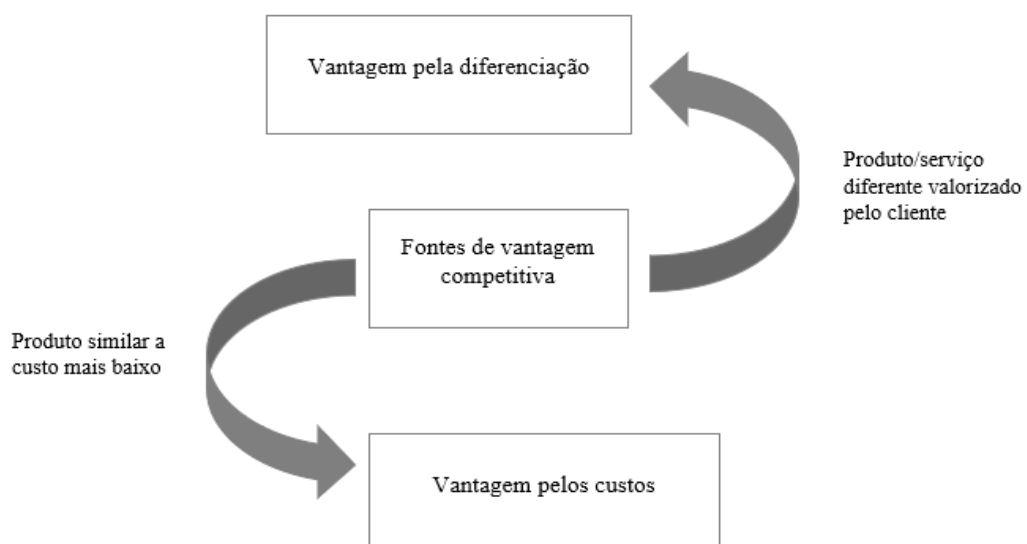 Vantagem pela diferenciação
Produto/serviço
diferente valorizado
pelo cliente
Fontes de vantagem
competitiva
Produto similar a
custo mais baixo
Vantagem pelos custos